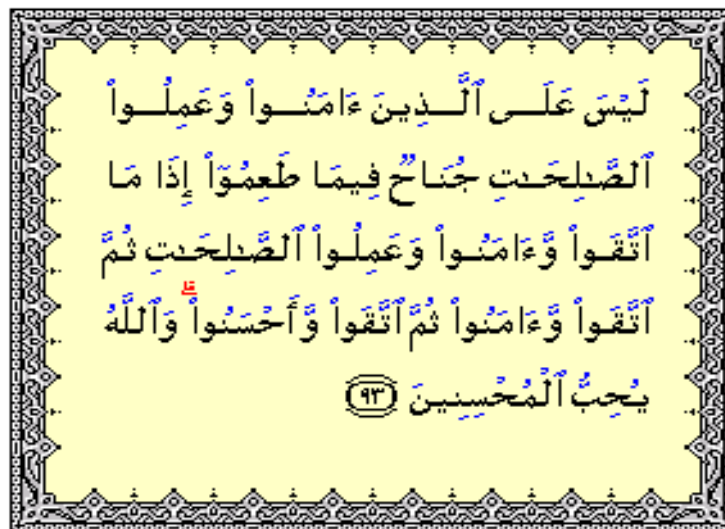 لَيْسَ عَلَى ٱلَّذِينَ ءَامَنُوا۟ وَعَمِلُوا۟
ٱلصَّـٰلِحَـٰتِ جُنَاحٌ فِيمَا طَعِمُوٓا۟ إِذَا مَا
ٱتَّقَوا۟ وَّءَامَنُوا۟ وَعَمِلُوا۟ ٱلصَّـٰلِحَـٰتِ ثُمَّ
ٱتَّقَوا۟ وَّءَامَنُوا۟ ثُمَّ ٱتَّقَوا۟ وَّأَحْسَنُوا۟ ۗ وَٱللَّهُ
يُحِبُّ ٱلْمُحْسِنِينَ ٩٣